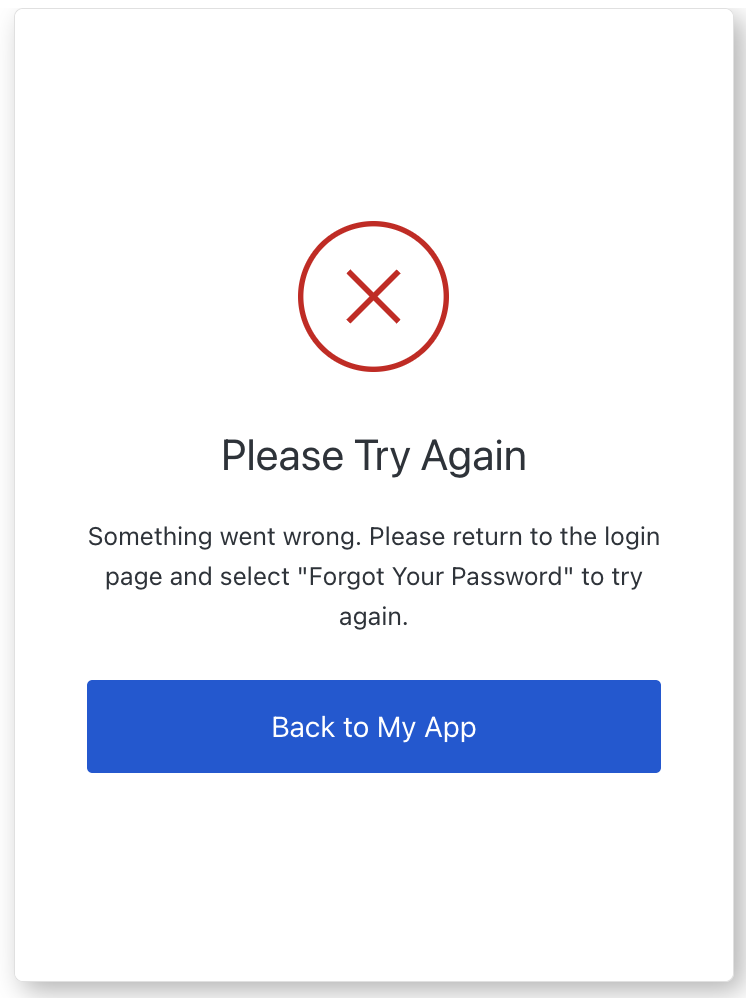 Please Try Again
Something went wrong. Please return to the login
page and select "Forgot Your Password" to try
again.
Back to My App